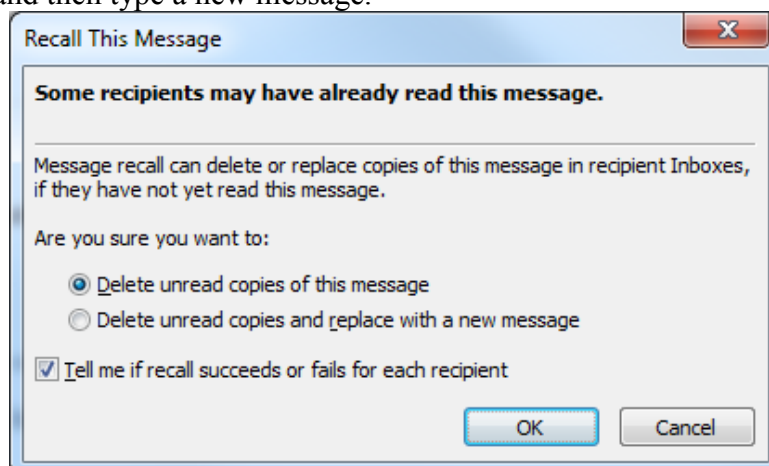 and then type a new message.
Recall This Message
Some recipients may have already read this message.
Message recall can delete or replace copies of this message in recipient Inboxes,
if they have not yet read this message.
Are you sure you want to:
Delete unread copies of this message
Delete unread copies and replace with a new message
Tell me if recall succeeds or fails for each recipient
OK Cancel